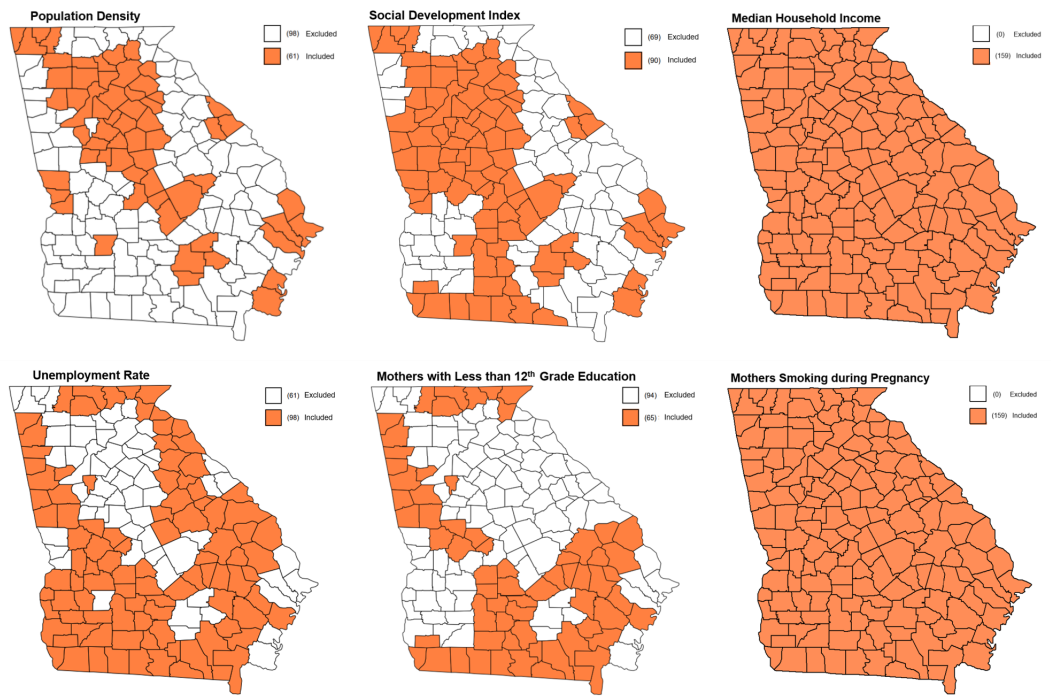 Population Density
(98) Excluded
(61) Included
Social Development Index
(69) Excluded
(90) Included
Median Household Income
(0) Excluded
(159) Included
Unemployment Rate
(61) Excluded
(98) Included
Mothers with Less than 12th Grade Education
(94) Excluded
(65) Included
Mothers Smoking during Pregnancy
(0) Excluded
(159) Included